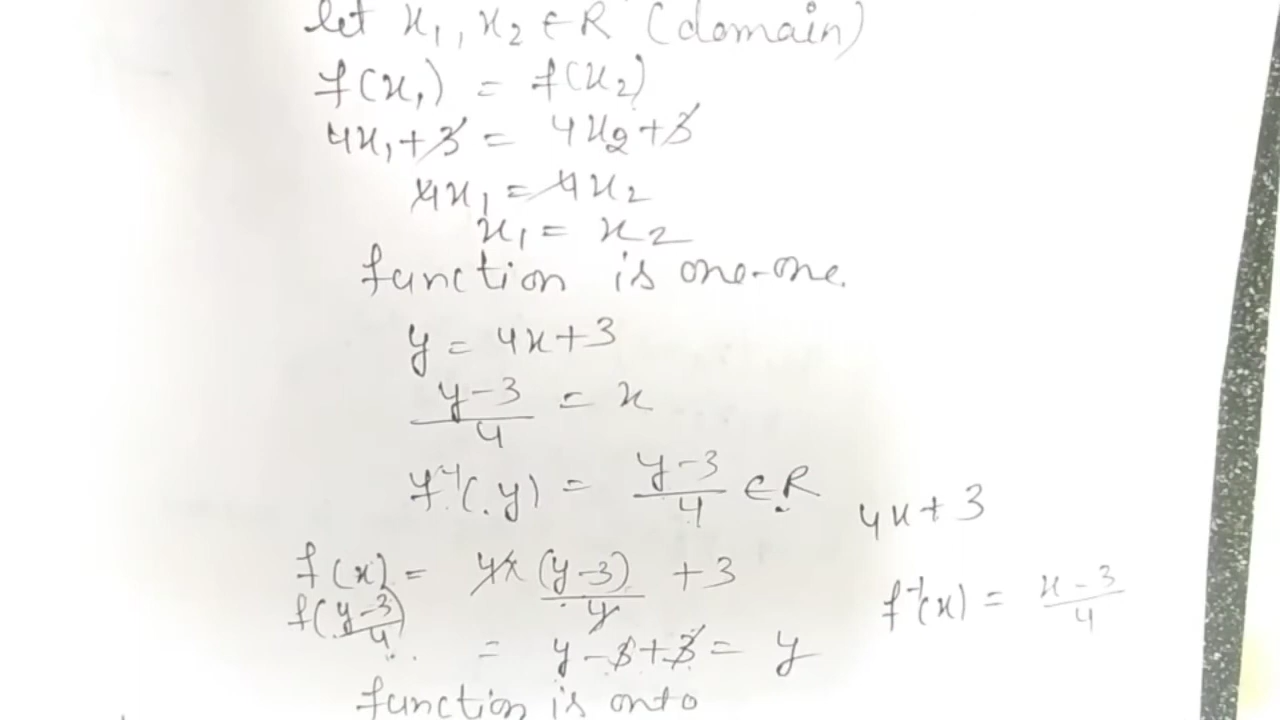 let x₁, x₂ ∈ R (domain)
f(x₁) = f(x₂)
4x₁+3 = 4x₂+3
4x₁ = 4x₂
x₁ = x₂
function is one-one.
y = 4x+3
y-3/4 = x
f⁻¹(y) = y-3/4 ∈ R
4x+3
f(x) = 4x (y-3)/4 + 3
f(y-3/4)
f⁻¹(x) = x-3/4
= y-3+3 = y
function is onto